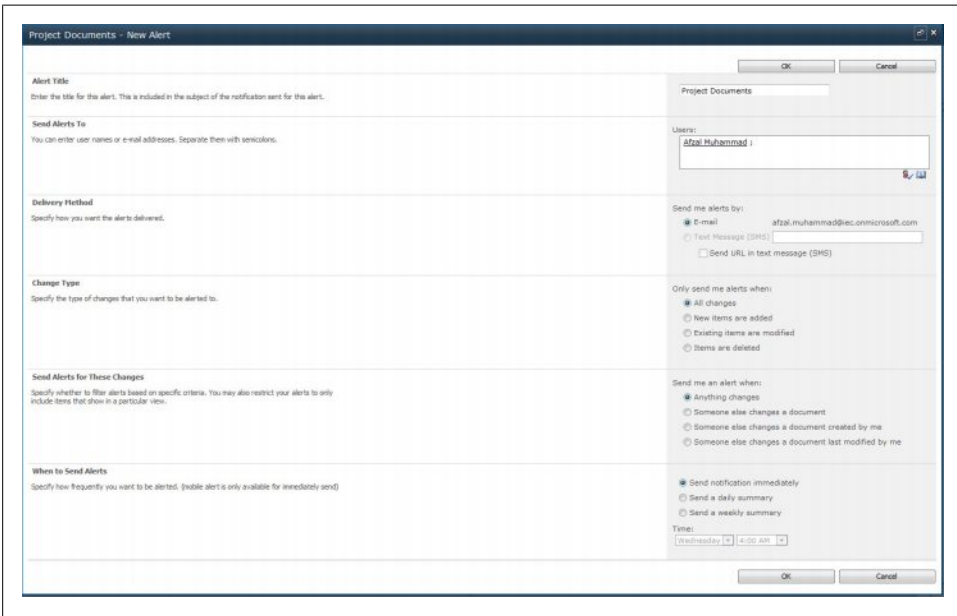 Project Documents - New Alert
OK Cancel
Alert Title
Enter the title for this alert. This is included in the subject of the notification sent for this alert.
Project Documents
Send Alerts To
You can enter user names or e-mail addresses. Separate them with semicolons.
Users:
Afzal Muhammad ;
Delivery Method
Specify how you want the alerts delivered.
Send me alerts by:
E-mail afzal.muhammad@iec.onmicrosoft.com
Text Message (SMS)
Send URL in text message (SMS)
Change Type
Specify the type of changes that you want to be alerted to.
Only send me alerts when:
All changes
New items are added
Existing items are modified
Items are deleted
Send Alerts for These Changes
Specify whether to filter alerts based on specific criteria. You may also restrict your alerts to only
include items that show in a particular view.
Send me an alert when:
Anything changes
Someone else changes a document
Someone else changes a document created by me
Someone else changes a document last modified by me
When to Send Alerts
Specify how frequently you want to be alerted. (mobile alert is only available for immediately send)
Send notification immediately
Send a daily summary
Send a weekly summary
Time:
Wednesday 4:00 AM
OK Cancel